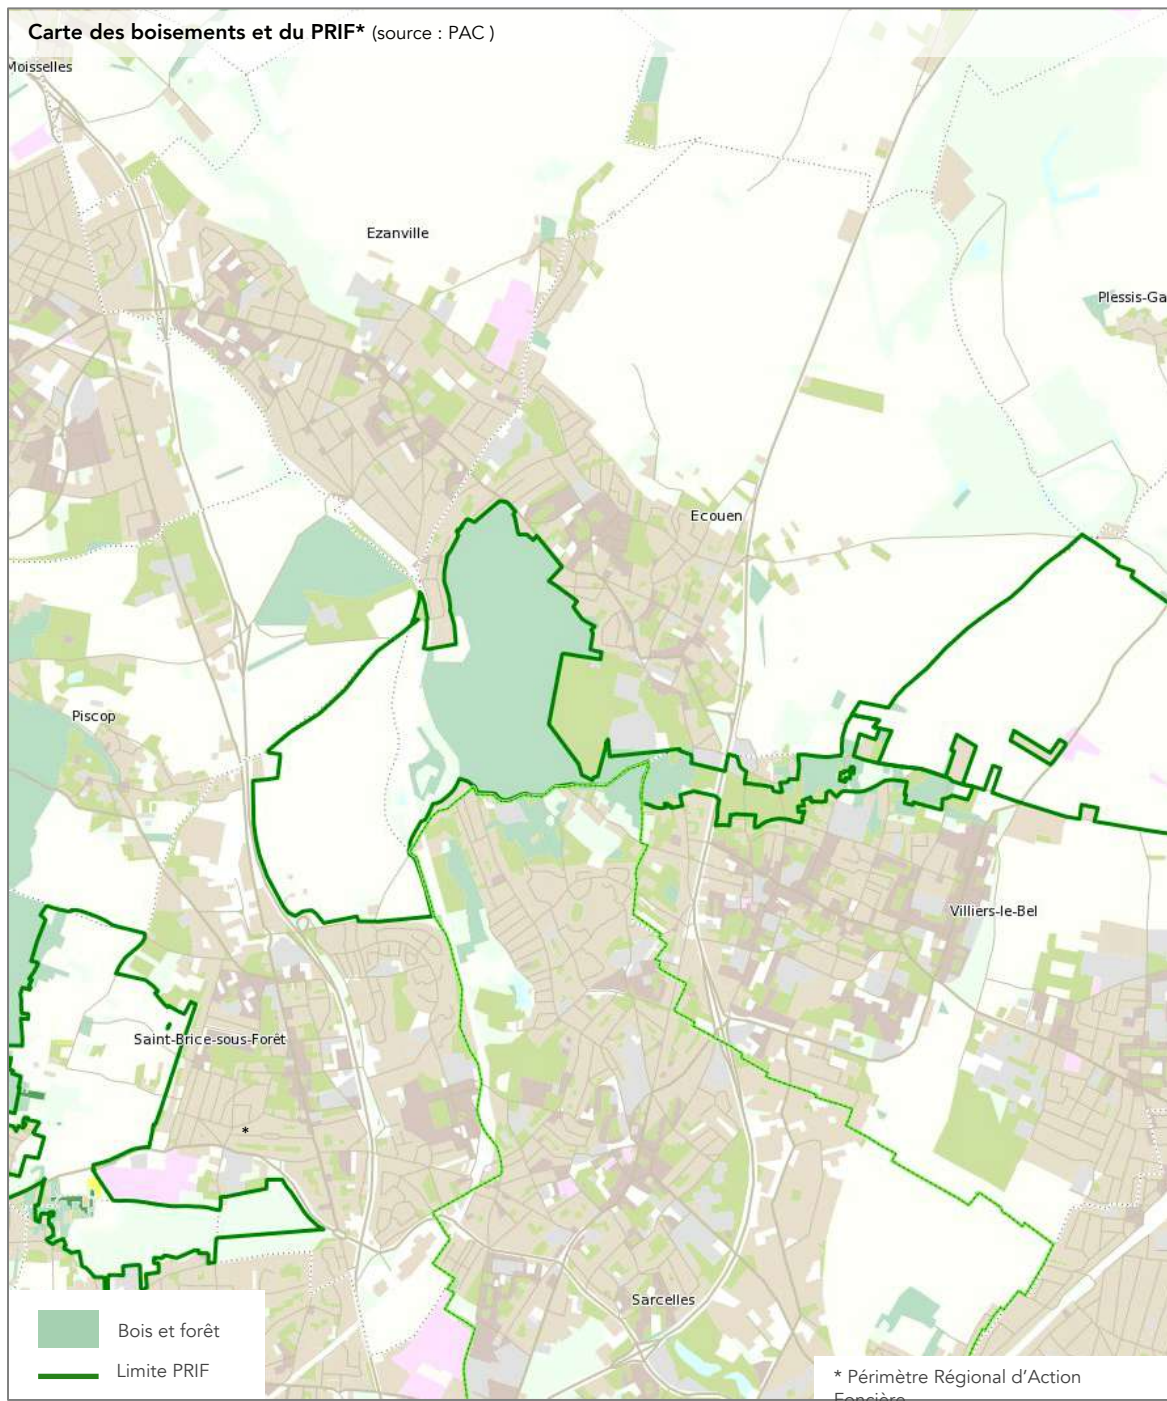 Carte des boisements et du PRIF* (source : PAC )
Moisselles
Ezanville
Plessis-Ga
Ecouen
Piscop
Villiers-le-Bel
Saint-Brice-sous-Forêt
*
Sarcelles
Bois et forêt
Limite PRIF
* Périmètre Régional d'Action
Foncière